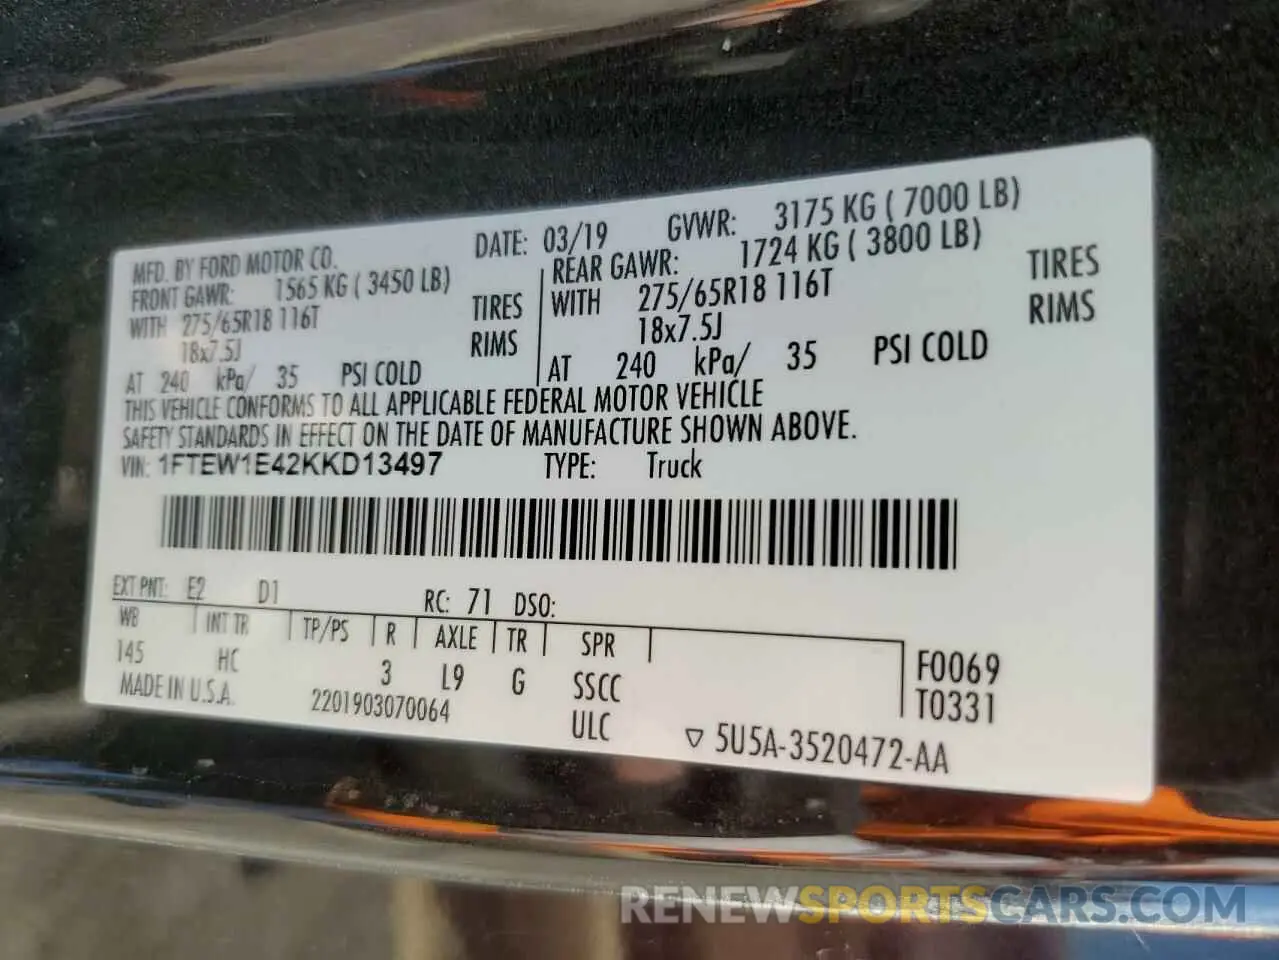 MFD. BY FORD MOTOR CO. DATE: 03/19 GVWR: 3175 KG ( 7000 LB)
FRONT GAWR: 1565 KG ( 3450 LB) REAR GAWR: 1724 KG ( 3800 LB)
WITH 275/65R18 116T TIRES WITH 275/65R18 116T TIRES
18x7.5J RIMS 18x7.5J RIMS
AT 240 kPa/ 35 PSI COLD AT 240 kPa/ 35 PSI COLD
THIS VEHICLE CONFORMS TO ALL APPLICABLE FEDERAL MOTOR VEHICLE
SAFETY STANDARDS IN EFFECT ON THE DATE OF MANUFACTURE SHOWN ABOVE.
VIN: 1FTEW1E42KKD13497 TYPE: Truck
EXT PNT: E2 D1 RC: 71 DSO:
WB INT TR TP/PS R AXLE TR SPR
145 HC 3 L9 G SSCC F0069
MADE IN U.S.A. 2201903070064 ULC T0331
▽ 5U5A-3520472-AA
RENEWSPORTSCARS.COM